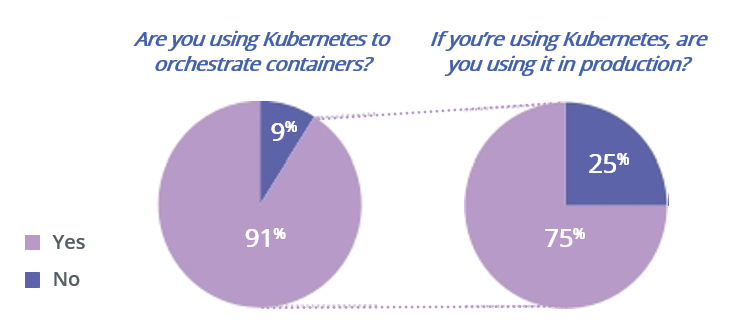 Are you using Kubernetes to
orchestrate containers?
If you're using Kubernetes, are
you using it in production?
9%
91%
25%
75%
Yes
No